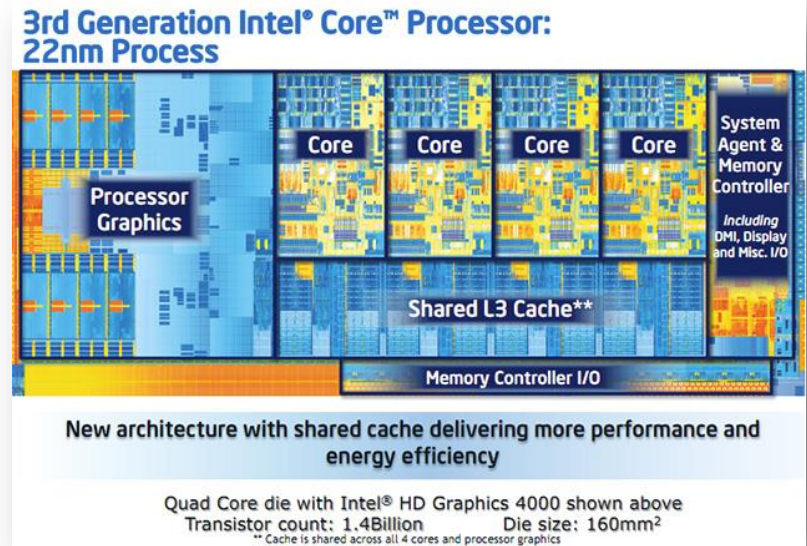 3rd Generation Intel® Core™ Processor:
22nm Process
Processor
Graphics
Core
Core
Core
Core
System
Agent &
Memory
Controller
including
DMI, Display
and Misc. I/O
Shared L3 Cache**
Memory Controller I/O
New architecture with shared cache delivering more performance and
energy efficiency
Quad Core die with Intel® HD Graphics 4000 shown above
Transistor count: 1.4Billion Die size: 160mm²
** Cache is shared across all 4 cores and processor graphics